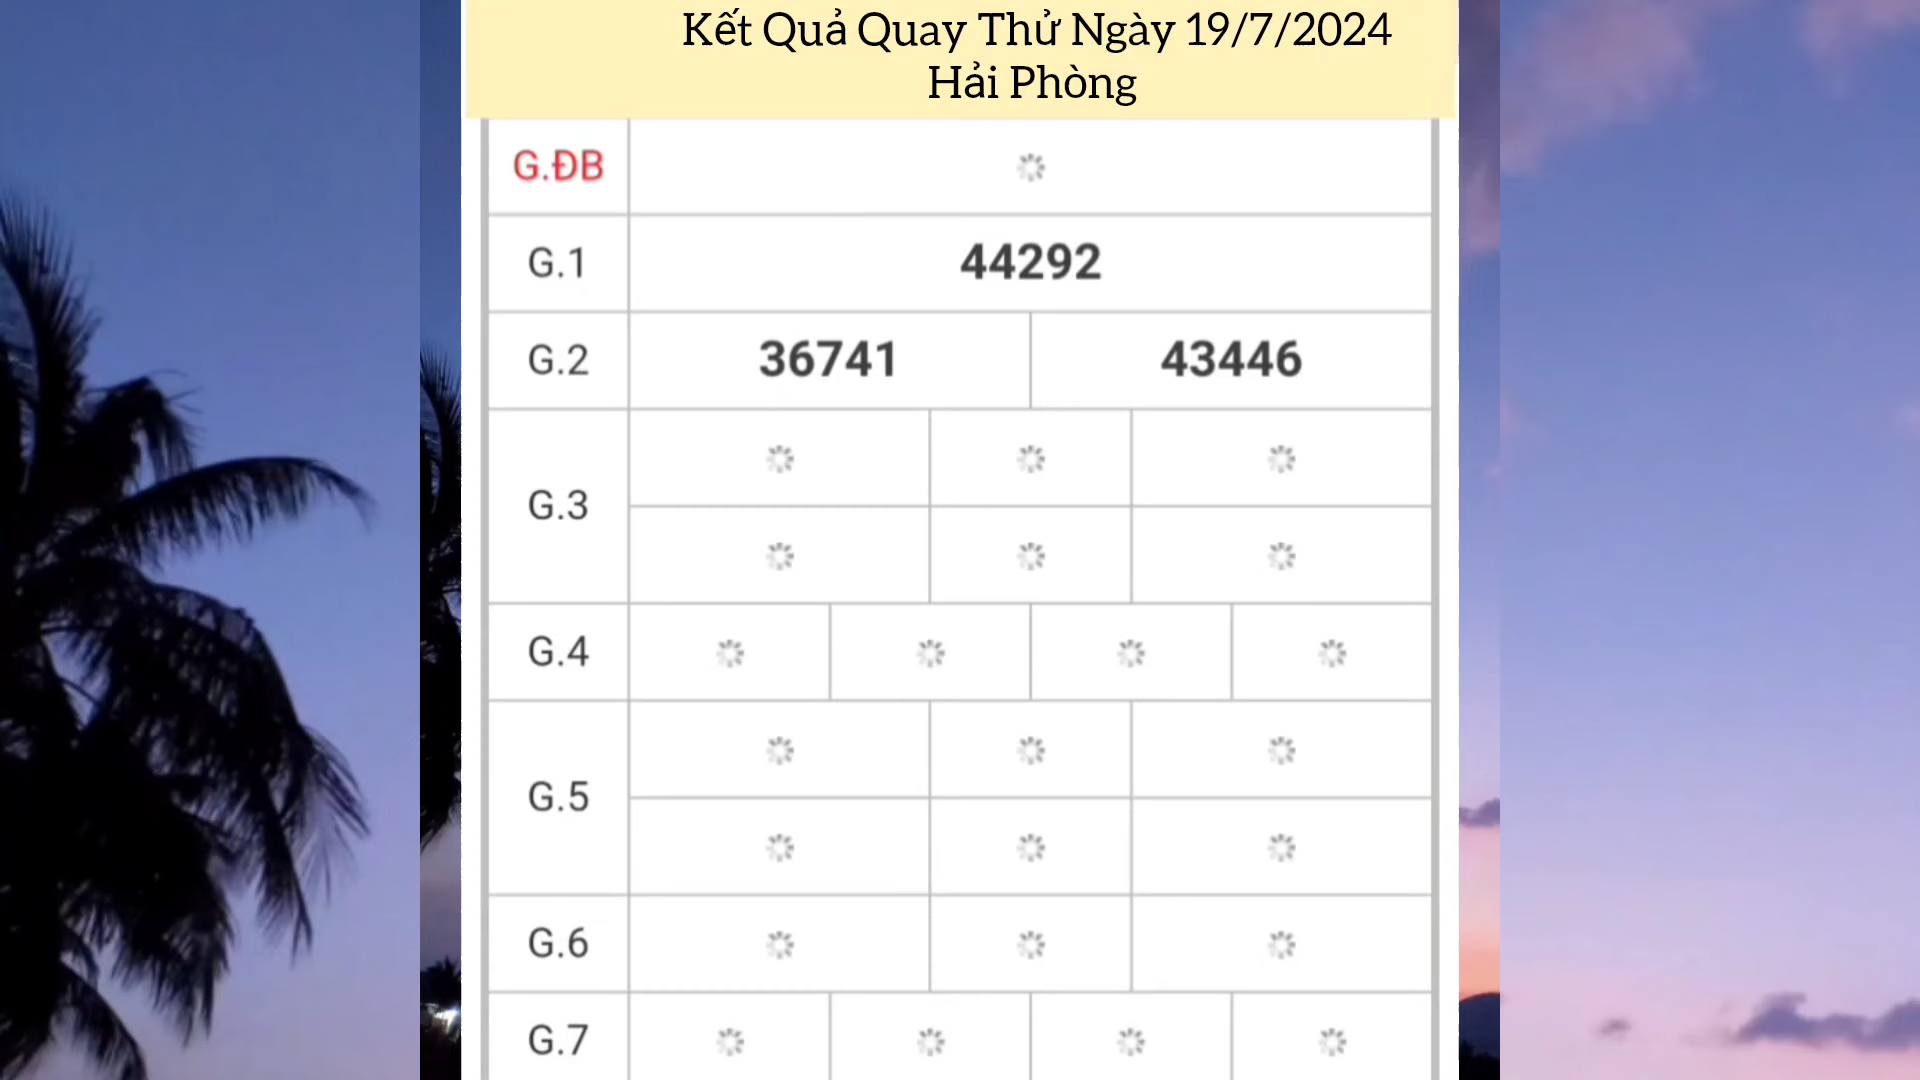 Kết Quả Quay Thử Ngày 19/7/2024
Hải Phòng
G.ĐB
G.1 44292
G.2 36741 43446
G.3
G.4
G.5
G.6
G.7